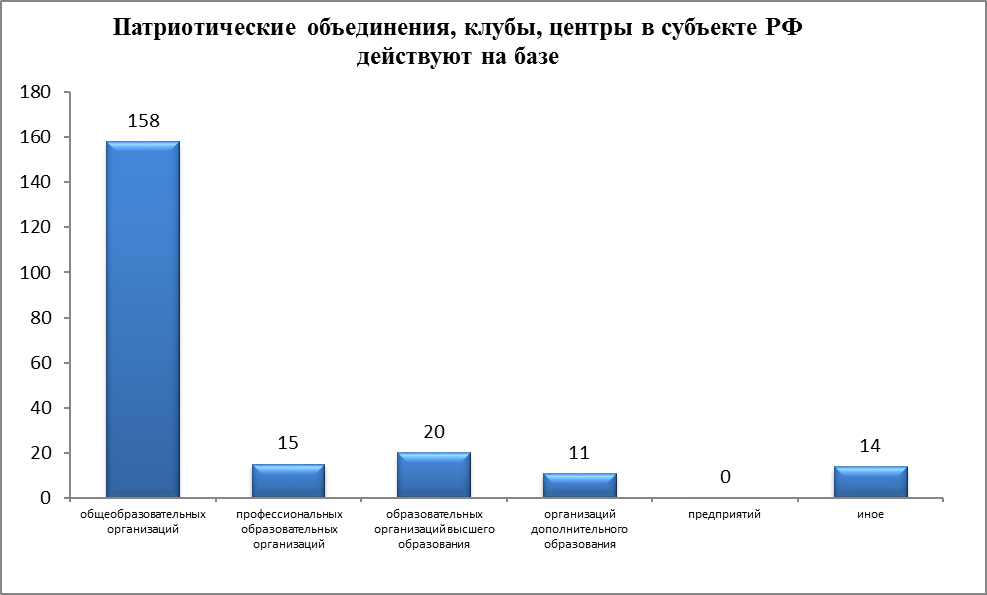 Патриотические объединения, клубы, центры в субъекте РФ
действуют на базе
180
160
140
120
100
80
60
40
20
0
158
15
20
11
0
14
общеобразовательных
организаций
профессиональных
образовательных
организаций
образовательных
организаций высшего
образования
организаций
дополнительного
образования
предприятий
иное